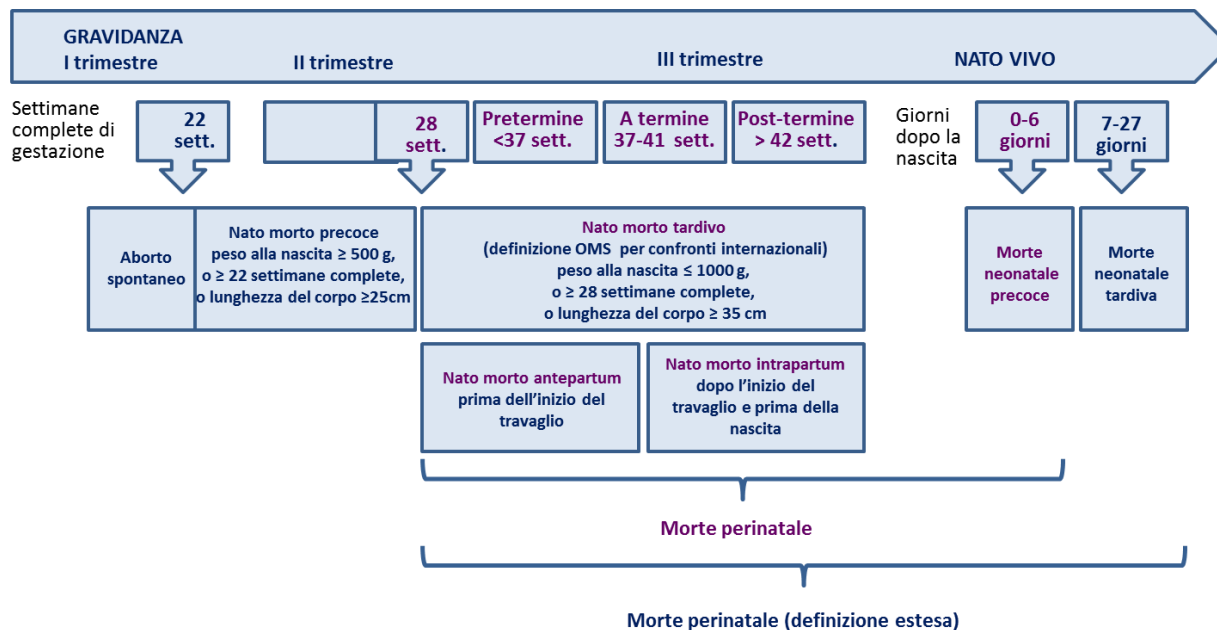 GRAVIDANZA
I trimestre
II trimestre
III trimestre
NATO VIVO
Settimane
complete di
gestazione
22
sett.
28
sett.
Pretermine
<37 sett.
A termine
37-41 sett.
Post-termine
> 42 sett.
Giorni
dopo la
nascita
0-6
giorni
7-27
giorni
Aborto
spontaneo
Nato morto precoce
peso alla nascita ≥ 500 g,
o ≥ 22 settimane complete,
o lunghezza del corpo ≥25cm
Nato morto tardivo
(definizione OMS per confronti internazionali)
peso alla nascita ≤ 1000 g,
o ≥ 28 settimane complete,
o lunghezza del corpo ≥ 35 cm
Morte
neonatale
precoce
Morte
neonatale
tardiva
Nato morto antepartum
prima dell'inizio del
travaglio
Nato morto intrapartum
dopo l'inizio del
travaglio e prima della
nascita
Morte perinatale
Morte perinatale (definizione estesa)